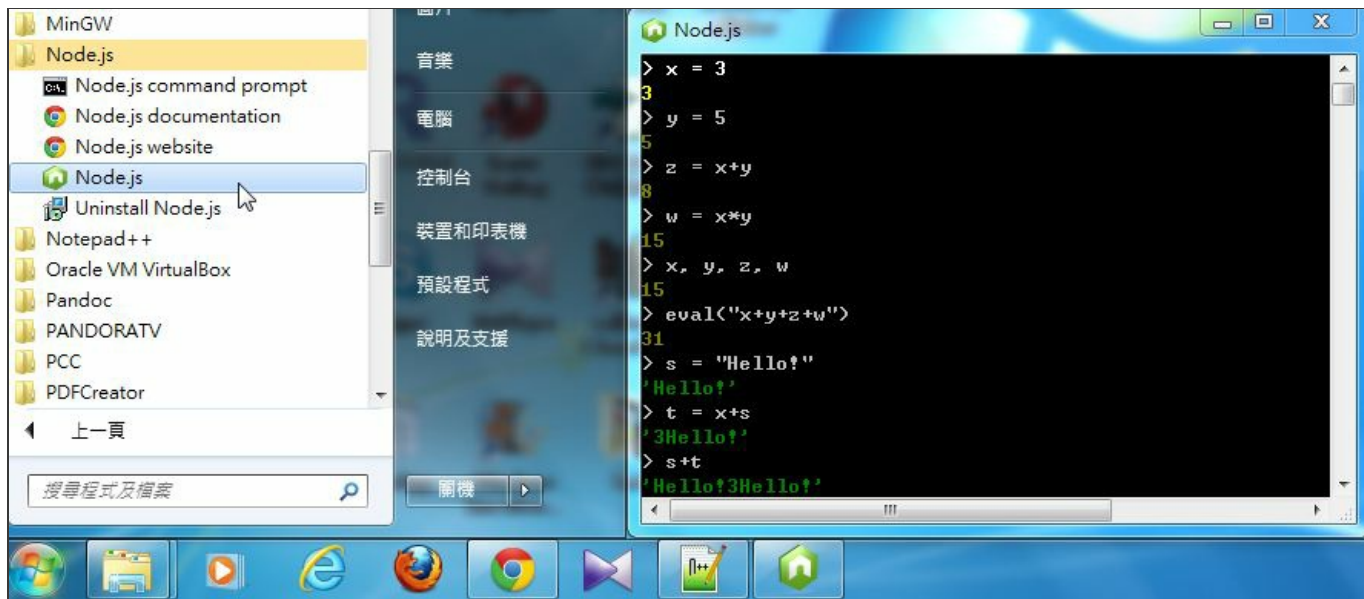 MinGW
Node.js
Node.js command prompt
Node.js documentation
Node.js website
Node.js
Uninstall Node.js
Notepad++
Oracle VM VirtualBox
Pandoc
PANDORATV
PCC
PDFCreator
上一頁
搜尋程式及檔案
音樂
電腦
控制台
裝置和印表機
預設程式
說明及支援
關機
Node.js
> x = 3
3
> y = 5
5
> z = x+y
8
> w = x*y
15
> x, y, z, w
15
> eval("x+y+z+w")
31
> s = "Hello!"
'Hello!'
> t = x+s
'3Hello!'
> s+t
'Hello!3Hello!'